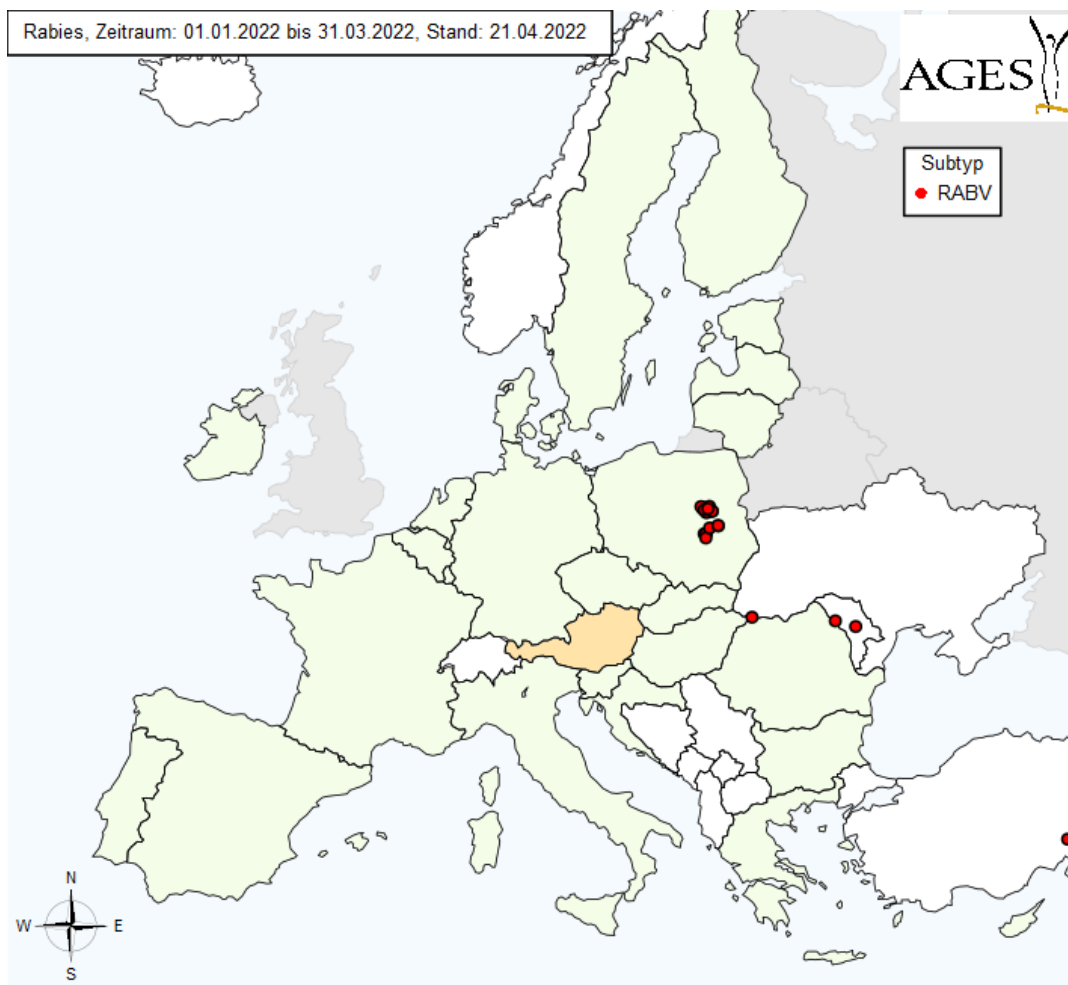 Rabies, Zeitraum: 01.01.2022 bis 31.03.2022, Stand: 21.04.2022
AGES
Subtyp
RABV
N
W E
S